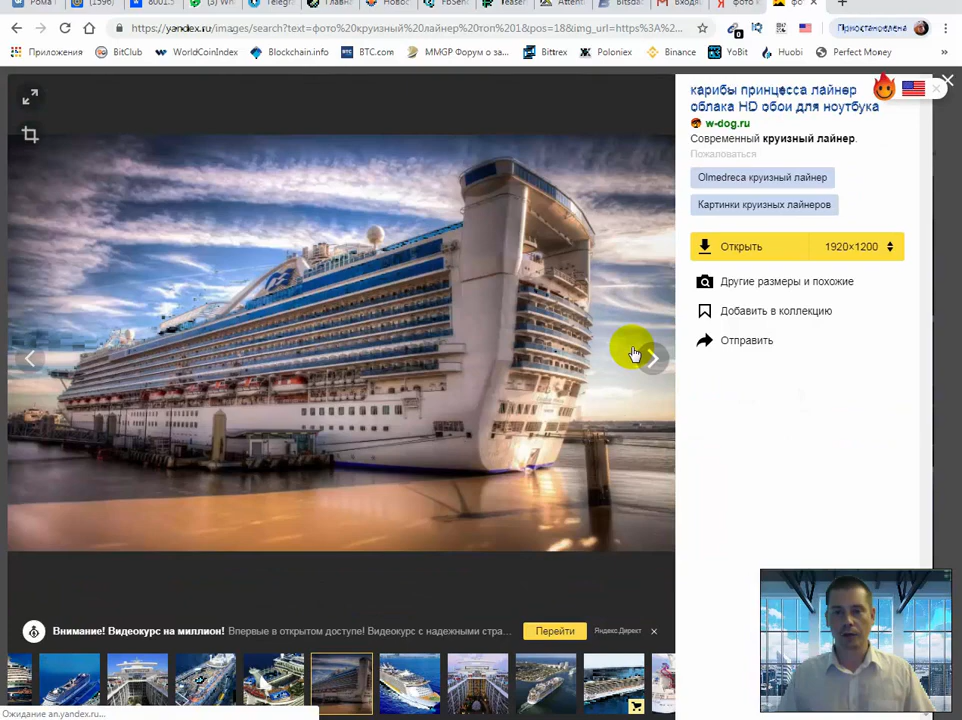 (1596)
8001.5
https://yandex.ru/images/search?text=фото%20круизный%20лайнер%20топ%201&pos=18&img_url=https%3A%2...
Приложения
BitClub
WorldCoinIndex
Blockchain.info
BTC.com
MMGP Форум о за...
Bittrex
Poloniex
Binance
YoBit
Huobi
Perfect Money
карибы принцесса лайнер
облака HD обои для ноутбука
w-dog.ru
Современный круизный лайнер.
Пожаловаться
Olmedreca круизный лайнер
Картинки круизных лайнеров
Открыть 1920×1200
Другие размеры и похожие
Добавить в коллекцию
Отправить
Внимание! Видеокурс на миллион! Впервые в открытом доступе! Видеокурс с надежными стра...
Перейти
Яндекс.Директ
Ожидание an.yandex.ru...